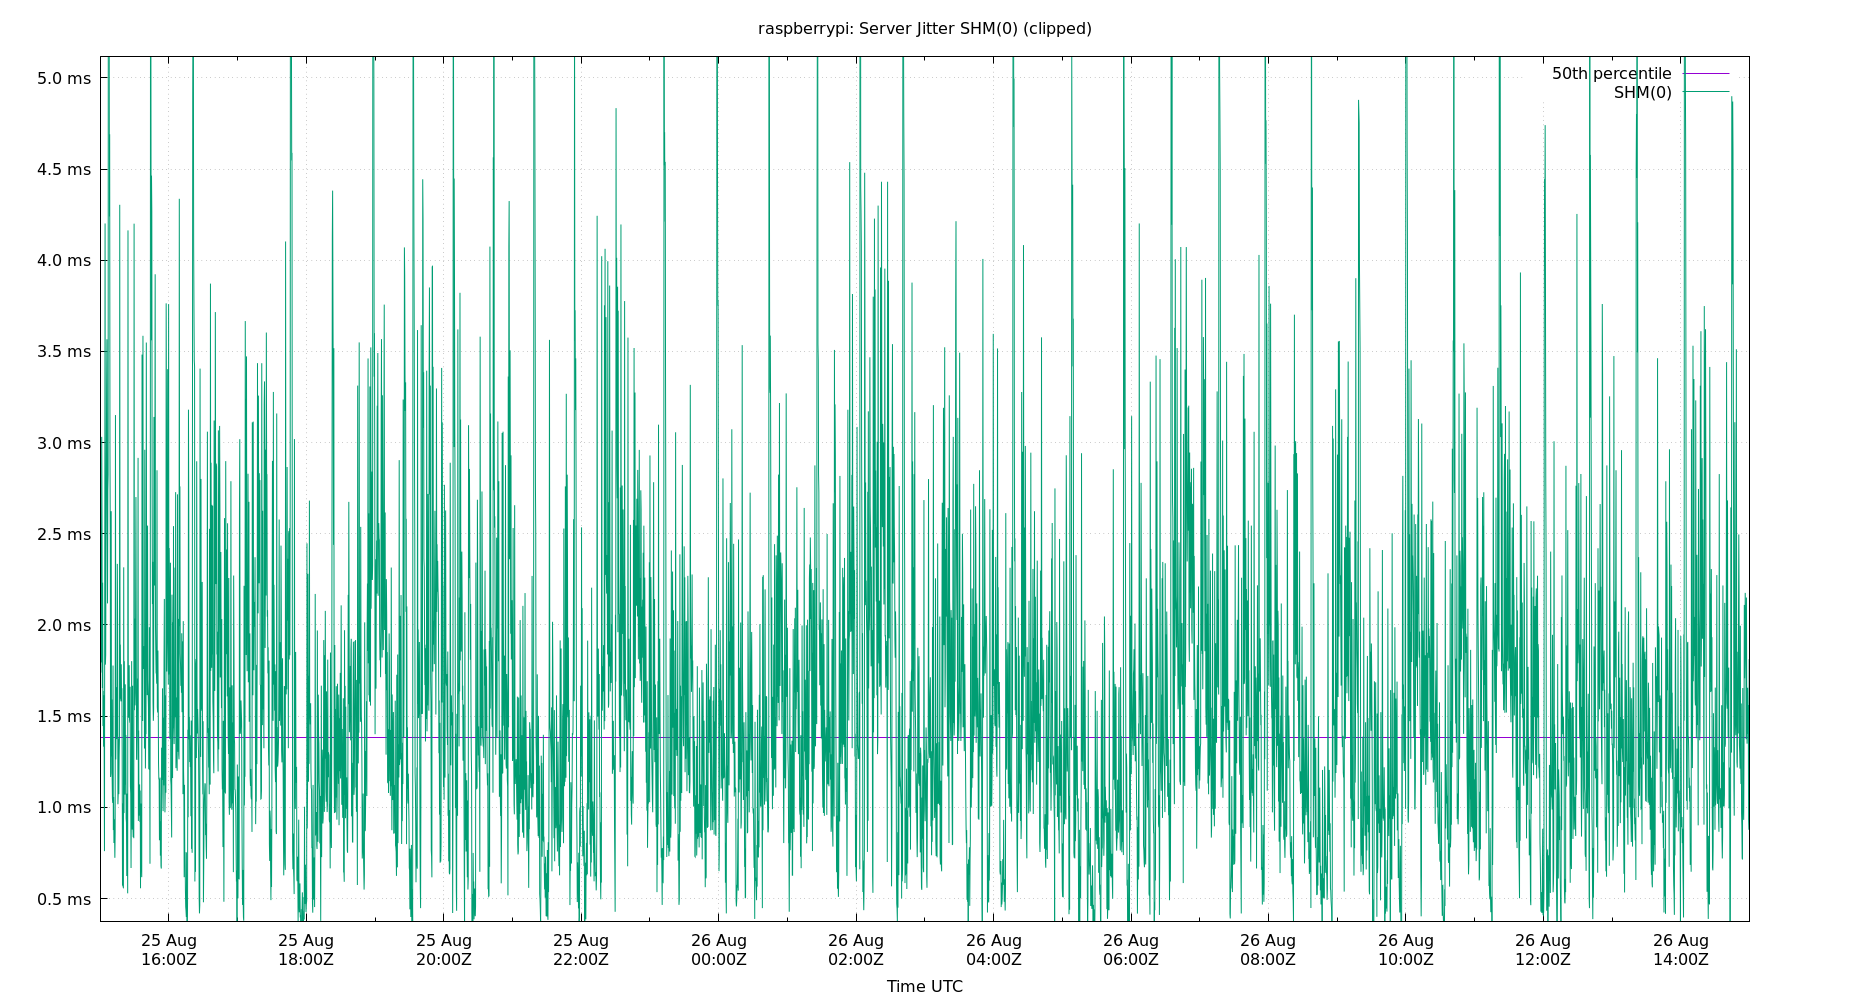 raspberrypi: Server Jitter SHM(0) (clipped)
50th percentile
SHM(0)
5.0 ms
4.5 ms
4.0 ms
3.5 ms
3.0 ms
2.5 ms
2.0 ms
1.5 ms
1.0 ms
0.5 ms
25 Aug 25 Aug 25 Aug 25 Aug 26 Aug 26 Aug 26 Aug 26 Aug 26 Aug 26 Aug 26 Aug 26 Aug
16:00Z 18:00Z 20:00Z 22:00Z 00:00Z 02:00Z 04:00Z 06:00Z 08:00Z 10:00Z 12:00Z 14:00Z
Time UTC